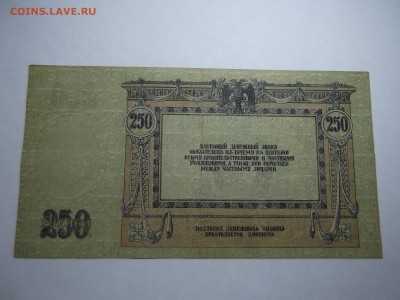 COINS.LAVE.RU
250
250
НАСТОЯЩІЙ ДЕНЕЖНЫЙ ЗНАКЪ
ОБЯЗАТЕЛЕНЪ КЪ ПРІЕМУ ВЪ ПЛАТЕЖИ
ВСѢМИ ПРАВИТЕЛЬСТВЕННЫМИ И ЧАСТНЫМИ
УЧРЕЖДЕНІЯМИ, А ТАКЖЕ ПРИ РАСЧЕТАХЪ
МЕЖДУ ЧАСТНЫМИ ЛИЦАМИ
250
ПОДДѢЛКА ДЕНЕЖНЫХЪ ЗНАКОВЪ
ПРЕСЛѢДУЕТСЯ ЗАКОНОМЪ